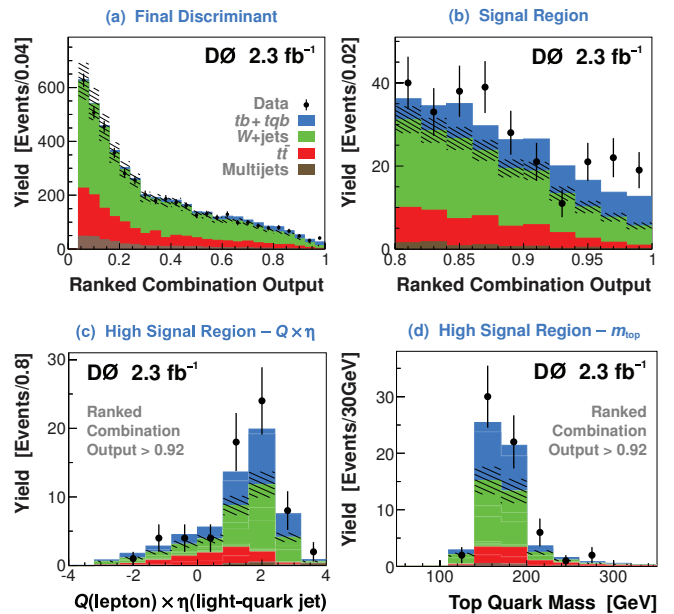 (a) Final Discriminant
Yield [Events/0.04]
DØ 2.3 fb⁻¹
Data
tb+tqb
W+jets
tt̄
Multijets
600
400
200
0
0 0.2 0.4 0.6 0.8 1
Ranked Combination Output
(b) Signal Region
Yield [Events/0.02]
DØ 2.3 fb⁻¹
40
20
0
0.8 0.85 0.9 0.95 1
Ranked Combination Output
(c) High Signal Region – Q×η
Yield [Events/0.8]
DØ 2.3 fb⁻¹
Ranked
Combination
Output > 0.92
30
20
10
0
-4 -2 0 2 4
Q(lepton) × η(light-quark jet)
(d) High Signal Region – mtop
Yield [Events/30GeV]
DØ 2.3 fb⁻¹
Ranked
Combination
Output > 0.92
40
30
20
10
0
100 200 300
Top Quark Mass [GeV]